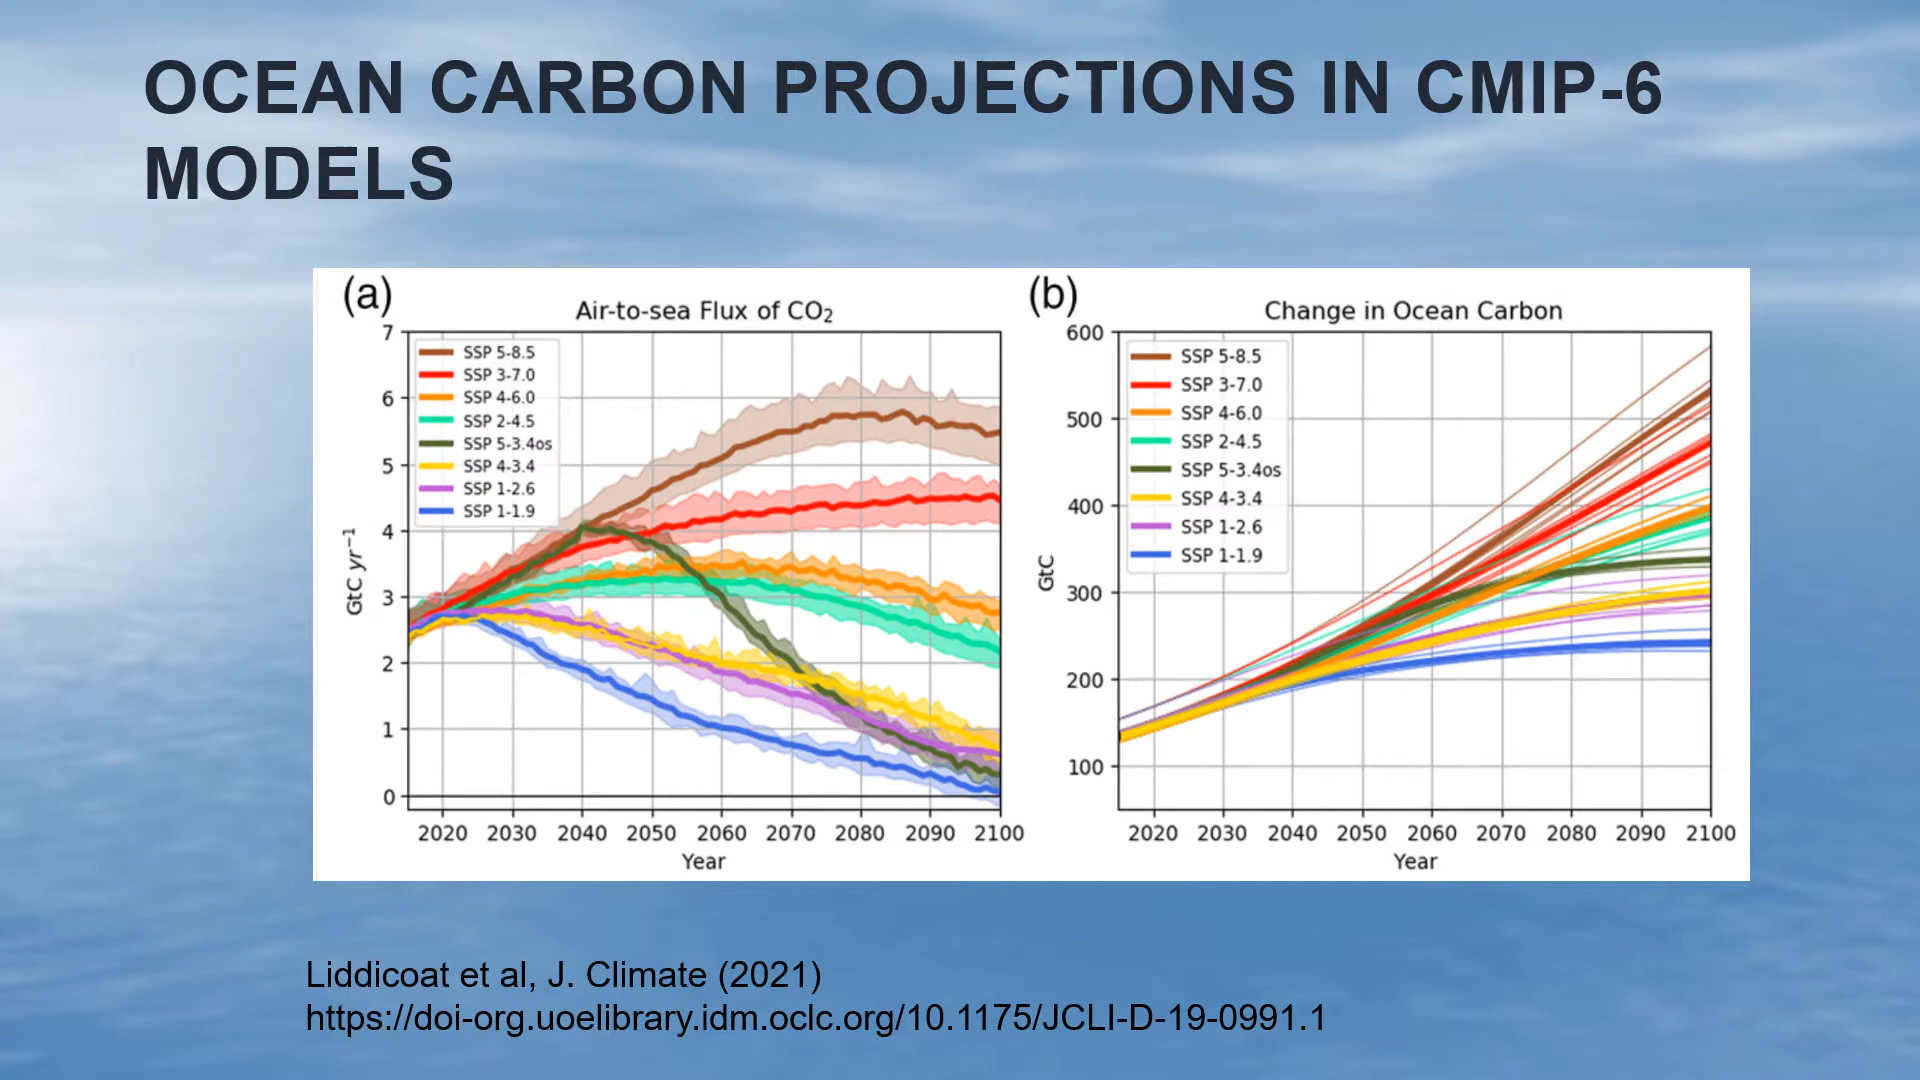 OCEAN CARBON PROJECTIONS IN CMIP-6
MODELS
(a)
Air-to-sea Flux of CO₂
7
6
5
4
3
2
1
0
GtC yr⁻¹
SSP 5-8.5
SSP 3-7.0
SSP 4-6.0
SSP 2-4.5
SSP 5-3.4os
SSP 4-3.4
SSP 1-2.6
SSP 1-1.9
2020 2030 2040 2050 2060 2070 2080 2090 2100
Year
(b)
Change in Ocean Carbon
600
500
400
300
200
100
GtC
SSP 5-8.5
SSP 3-7.0
SSP 4-6.0
SSP 2-4.5
SSP 5-3.4os
SSP 4-3.4
SSP 1-2.6
SSP 1-1.9
2020 2030 2040 2050 2060 2070 2080 2090 2100
Year
Liddicoat et al, J. Climate (2021)
https://doi-org.uoelibrary.idm.oclc.org/10.1175/JCLI-D-19-0991.1